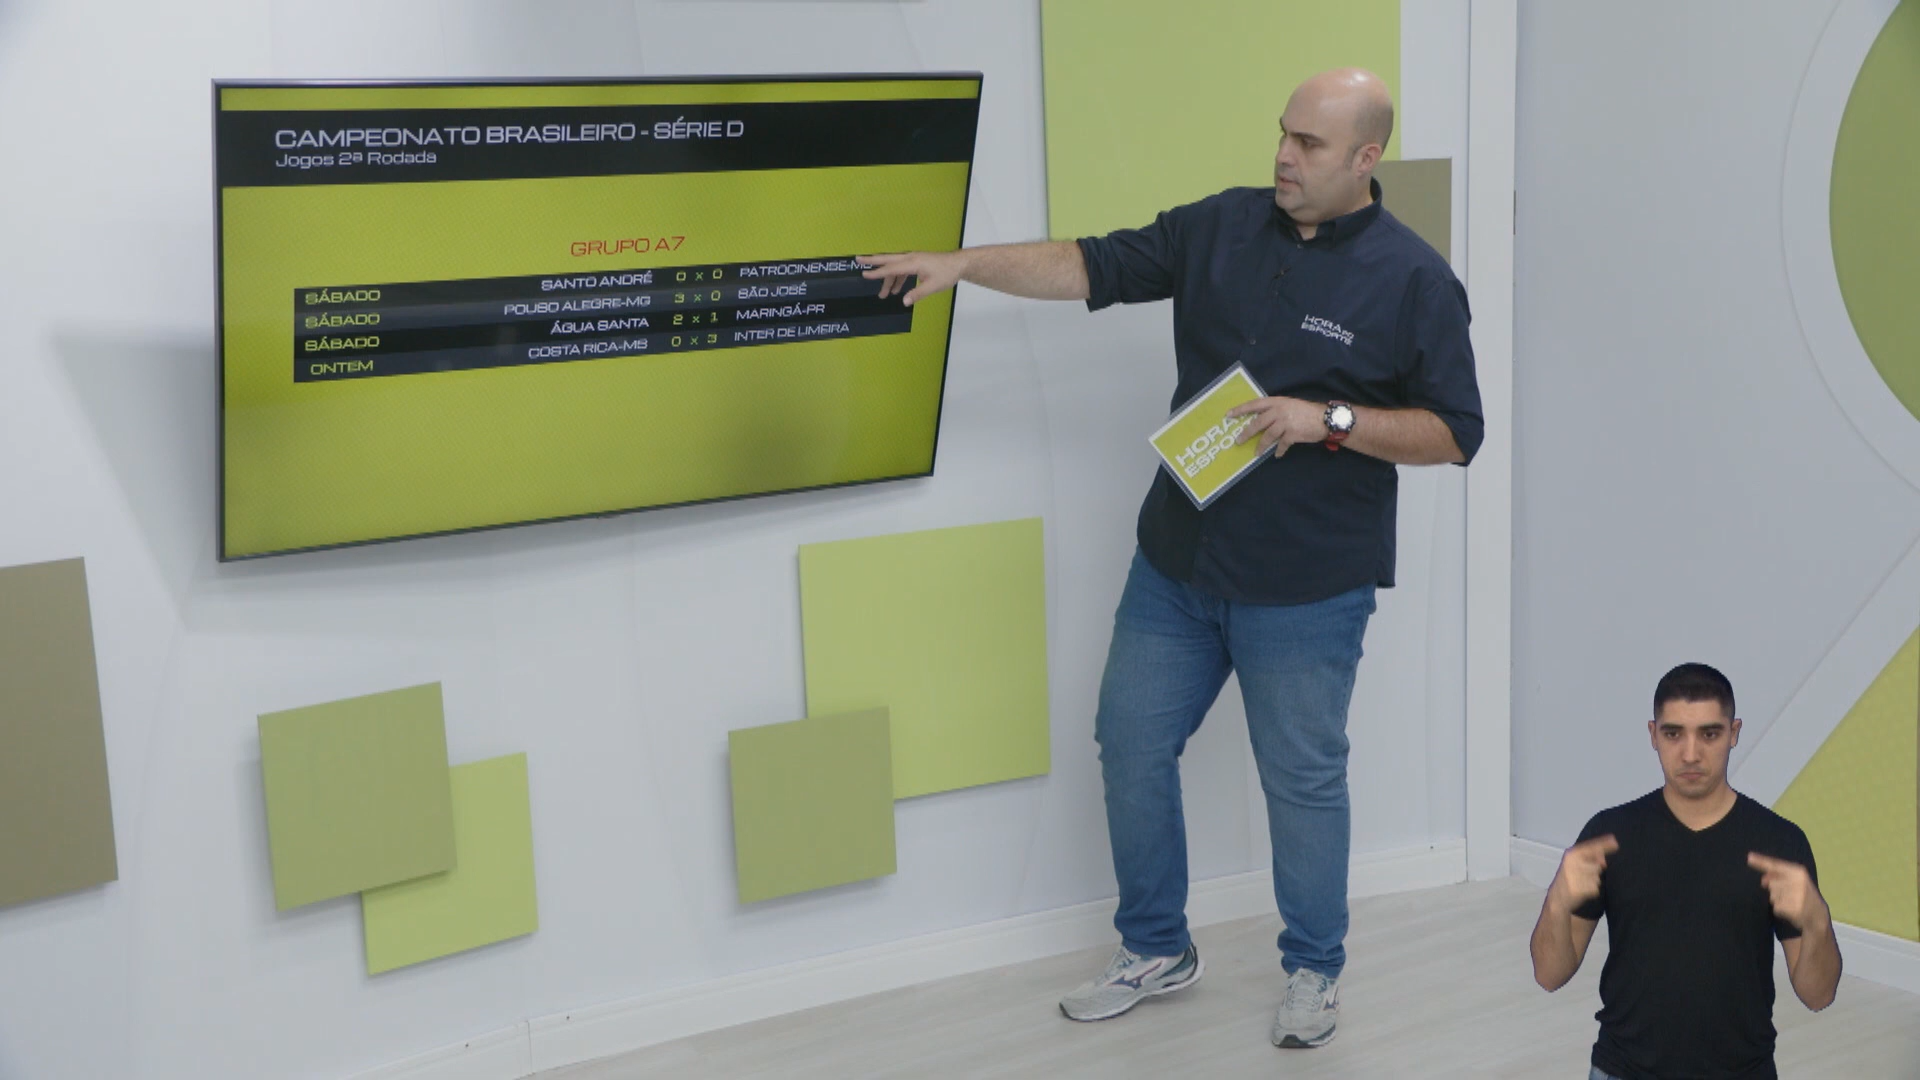 CAMPEONATO BRASILEIRO - SÉRIE D
Jogos 2ª Rodada
GRUPO A7
SÁBADO SANTO ANDRÉ 0 x 0 PATROCINENSE-MG
SÁBADO POUSO ALEGRE-MG 3 x 0 SÃO JOSÉ
SÁBADO ÁGUA SANTA 2 x 1 MARINGÁ-PR
ONTEM COSTA RICA-MS 0 x 3 INTER DE LIMEIRA
HORA DO
ESPORTE
HORA
ESPORTE